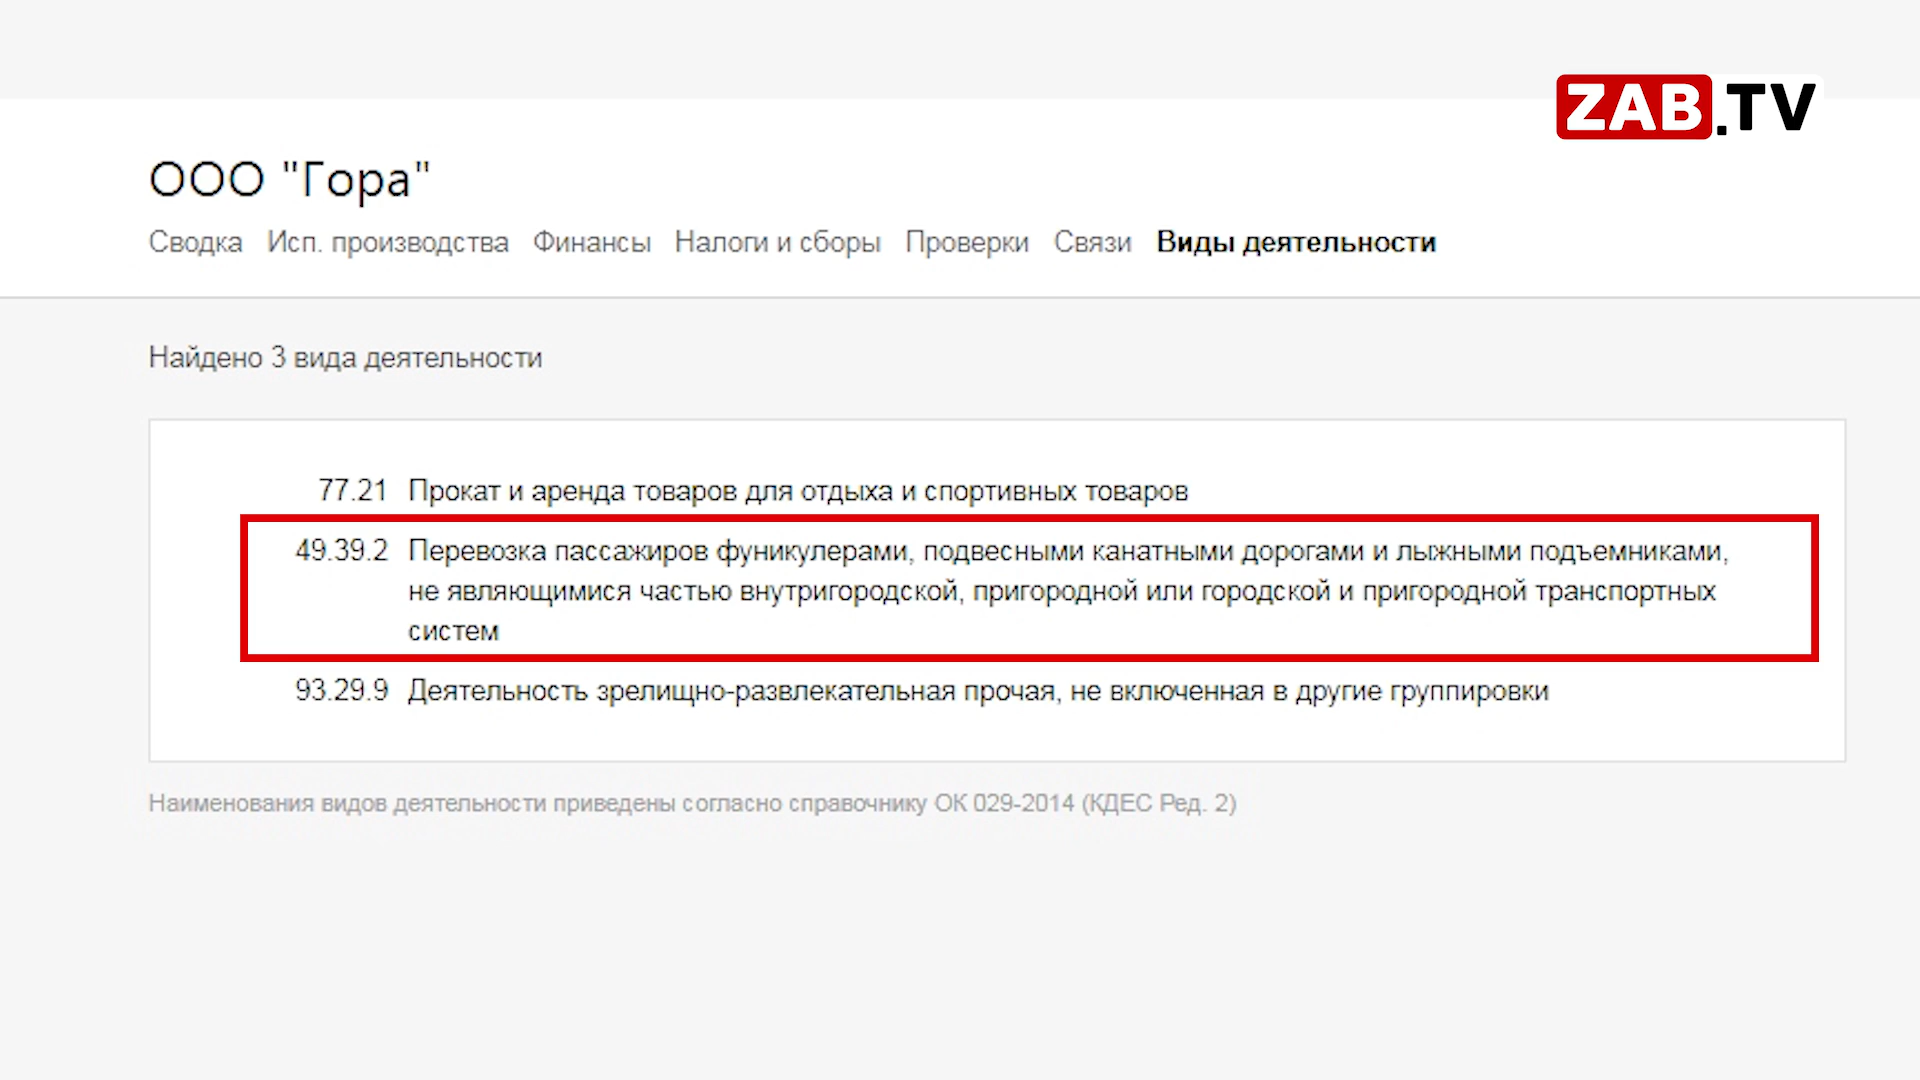 ZAB.TV
ООО "Гора"
Сводка Исп. производства Финансы Налоги и сборы Проверки Связи Виды деятельности
Найдено 3 вида деятельности
77.21 Прокат и аренда товаров для отдыха и спортивных товаров
49.39.2 Перевозка пассажиров фуникулерами, подвесными канатными дорогами и лыжными подъемниками,
не являющимися частью внутригородской, пригородной или городской и пригородной транспортных
систем
93.29.9 Деятельность зрелищно-развлекательная прочая, не включенная в другие группировки
Наименования видов деятельности приведены согласно справочнику ОК 029-2014 (КДЕС Ред. 2)